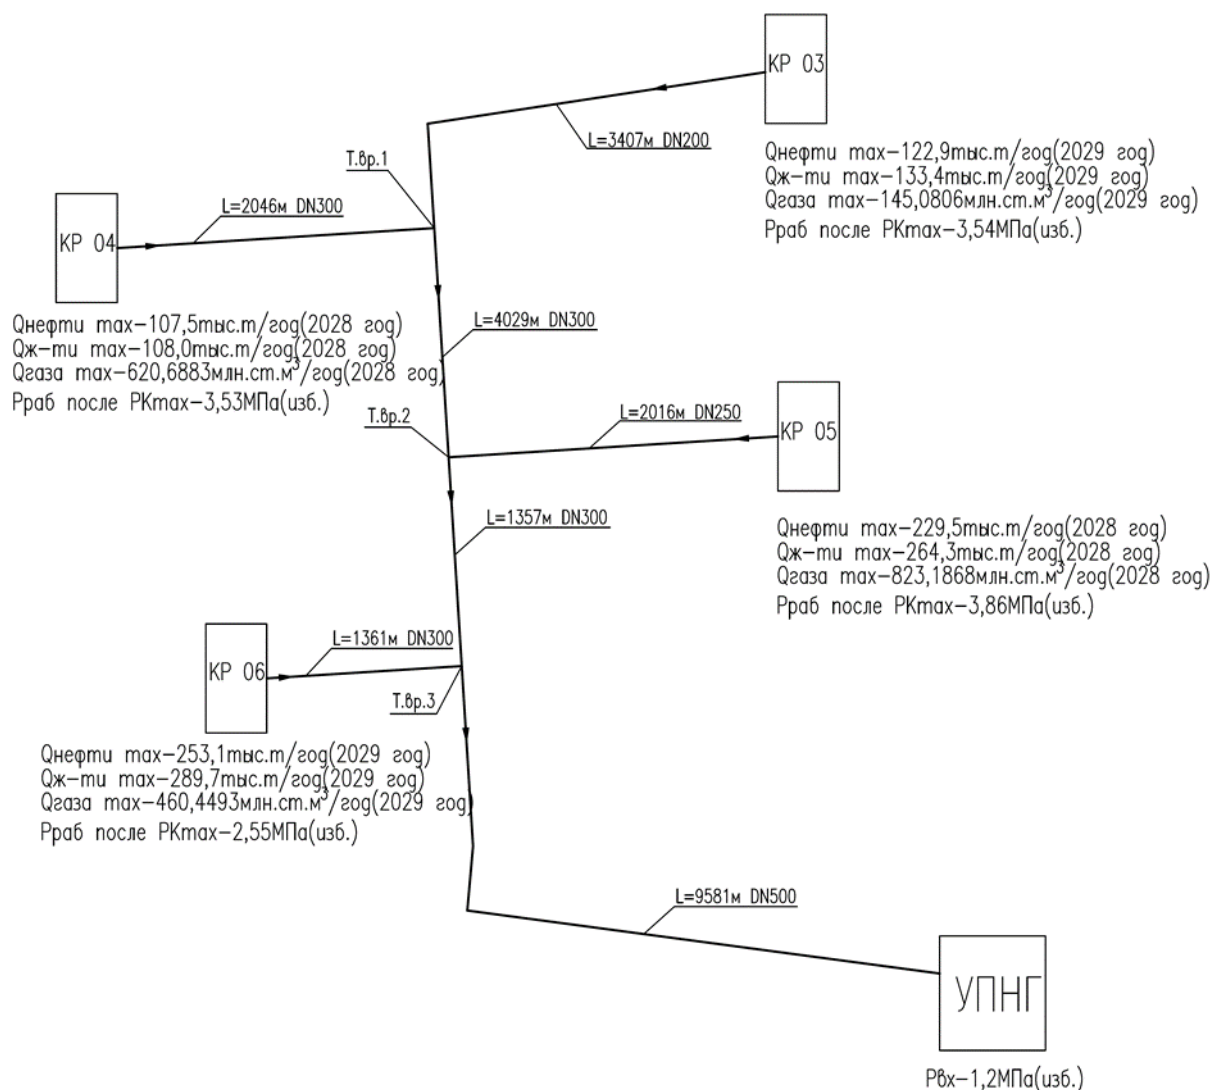 КР 03
L=3407м DN200
Qнефти max-122,9тыс.т/год(2029 год)
Qж-ти max-133,4тыс.т/год(2029 год)
Qгаза max-145,0806млн.ст.м³/год(2029 год)
Рраб после РКmax-3,54МПа(изб.)
Т.вр.1
L=2046м DN300
КР 04
Qнефти max-107,5тыс.т/год(2028 год)
Qж-ти max-108,0тыс.т/год(2028 год)
Qгаза max-620,6883млн.ст.м³/год(2028 год)
Рраб после РКmax-3,53МПа(изб.)
L=4029м DN300
Т.вр.2
L=2016м DN250
КР 05
L=1357м DN300
Qнефти max-229,5тыс.т/год(2028 год)
Qж-ти max-264,3тыс.т/год(2028 год)
Qгаза max-823,1868млн.ст.м³/год(2028 год)
Рраб после РКmax-3,86МПа(изб.)
L=1361м DN300
КР 06
Т.вр.3
Qнефти max-253,1тыс.т/год(2029 год)
Qж-ти max-289,7тыс.т/год(2029 год)
Qгаза max-460,4493млн.ст.м³/год(2029 год)
Рраб после РКmax-2,55МПа(изб.)
L=9581м DN500
УПНГ
Рвх-1,2МПа(изб.)